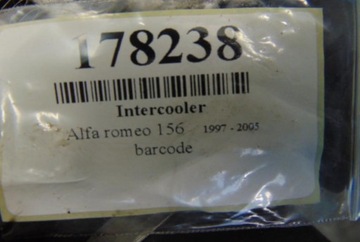 178238
Intercooler
Alfa romeo 156 1997 - 2005
barcode